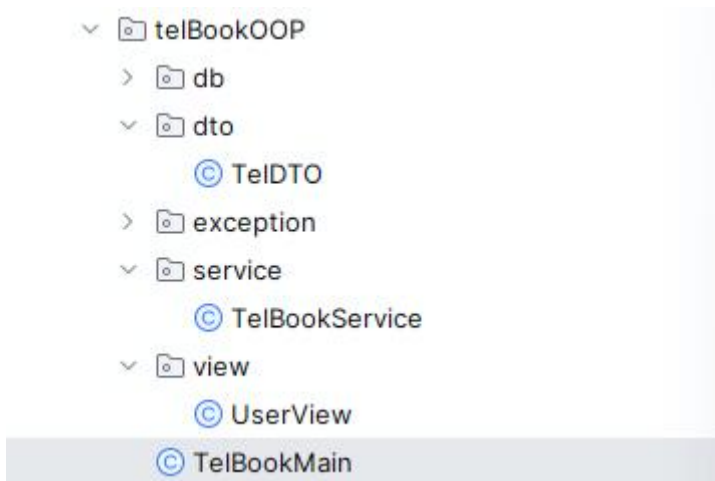 telBookOOP
db
dto
TelDTO
exception
service
TelBookService
view
UserView
TelBookMain